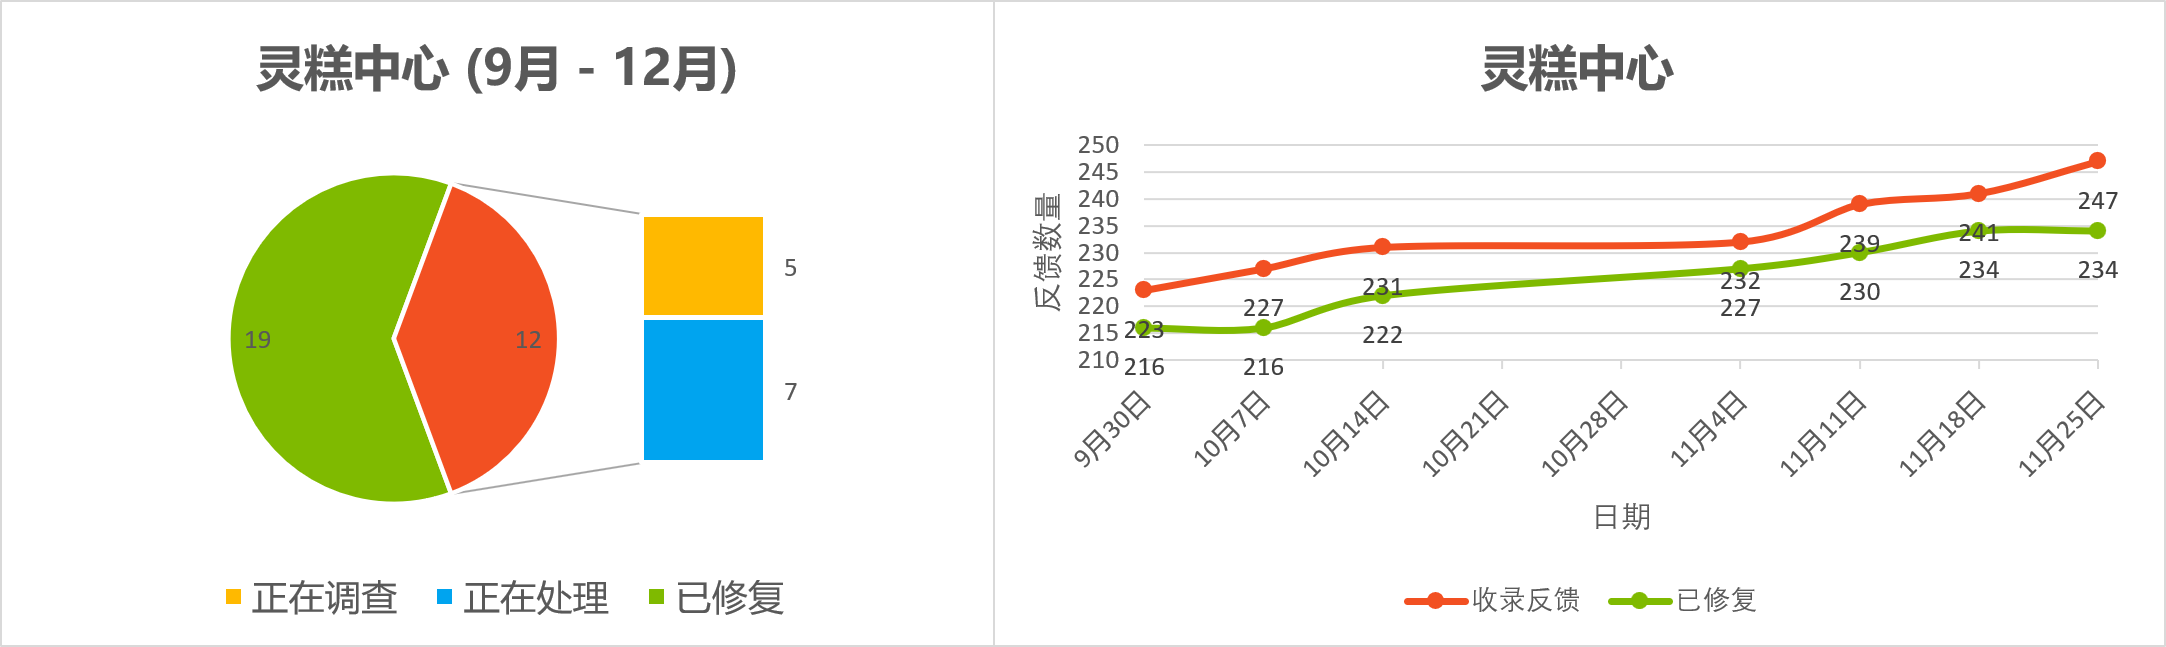 灵糕中心 (9月 - 12月)
19
12
5
7
正在调查
正在处理
已修复
灵糕中心
反馈数量
250
245
240
235
230
225
220
215
210
223
227
231
232
239
241
247
216
216
222
227
230
234
234
9月30日
10月7日
10月14日
10月21日
10月28日
11月4日
11月11日
11月18日
11月25日
日期
收录反馈
已修复